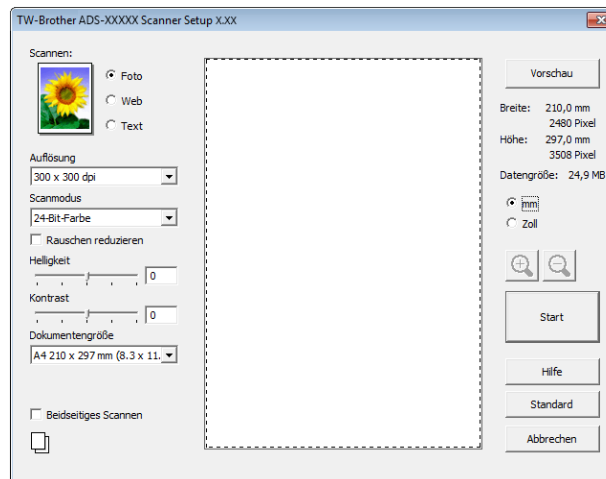 TW-Brother ADS-XXXXX Scanner Setup X.XX
Scannen:
Foto
Web
Text
Auflösung
300 x 300 dpi
Scanmodus
24-Bit-Farbe
Rauschen reduzieren
Helligkeit
0
Kontrast
0
Dokumentengröße
A4 210 x 297 mm (8.3 x 11.
Beidseitiges Scannen
Vorschau
Breite: 210,0 mm
2480 Pixel
Höhe: 297,0 mm
3508 Pixel
Datengröße: 24,9 MB
mm
Zoll
Start
Hilfe
Standard
Abbrechen